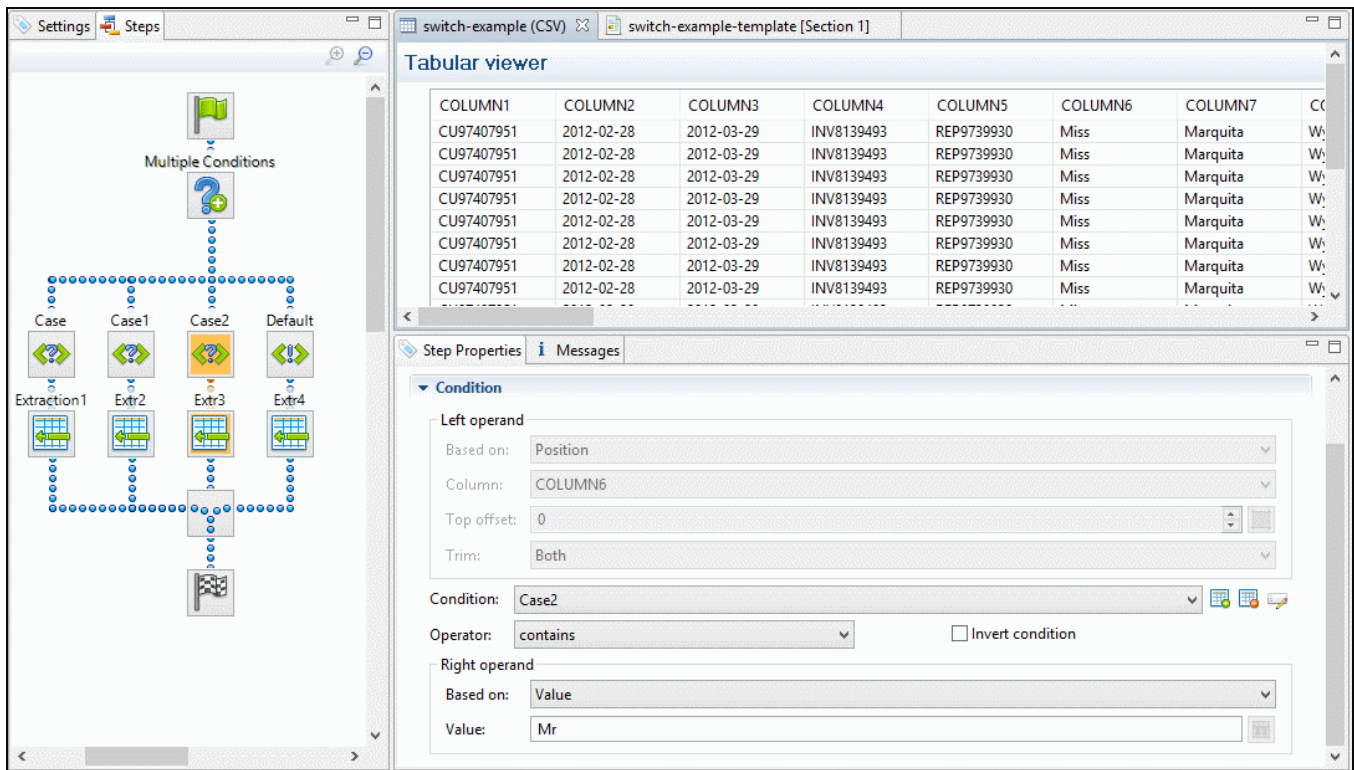 Settings Steps
Multiple Conditions
Case Case1 Case2 Default
Extraction1 Extr2 Extr3 Extr4
switch-example (CSV) switch-example-template [Section 1]
Tabular viewer
COLUMN1 COLUMN2 COLUMN3 COLUMN4 COLUMN5 COLUMN6 COLUMN7
CU97407951 2012-02-28 2012-03-29 INV8139493 REP9739930 Miss Marquita
CU97407951 2012-02-28 2012-03-29 INV8139493 REP9739930 Miss Marquita
CU97407951 2012-02-28 2012-03-29 INV8139493 REP9739930 Miss Marquita
CU97407951 2012-02-28 2012-03-29 INV8139493 REP9739930 Miss Marquita
CU97407951 2012-02-28 2012-03-29 INV8139493 REP9739930 Miss Marquita
CU97407951 2012-02-28 2012-03-29 INV8139493 REP9739930 Miss Marquita
CU97407951 2012-02-28 2012-03-29 INV8139493 REP9739930 Miss Marquita
CU97407951 2012-02-28 2012-03-29 INV8139493 REP9739930 Miss Marquita
Step Properties Messages
Condition
Left operand
Based on: Position
Column: COLUMN6
Top offset: 0
Trim: Both
Condition: Case2
Operator: contains Invert condition
Right operand
Based on: Value
Value: Mr